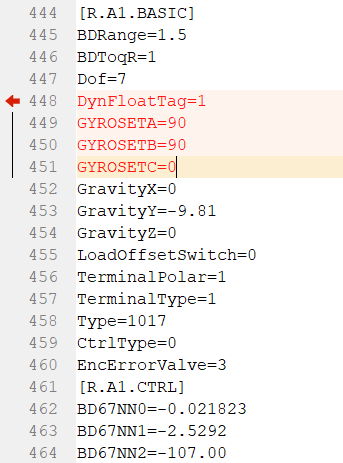 444 [R.A1.BASIC]
445 BDRange=1.5
446 BDToqR=1
447 Dof=7
448 DynFloatTag=1
449 GYROSETA=90
450 GYROSETB=90
451 GYROSETC=0
452 GravityX=0
453 GravityY=-9.81
454 GravityZ=0
455 LoadOffsetSwitch=0
456 TerminalPolar=1
457 TerminalType=1
458 Type=1017
459 CtrlType=0
460 EncErrorValve=3
461 [R.A1.CTRL]
462 BD67NN0=-0.021823
463 BD67NN1=-2.5292
464 BD67NN2=-107.00